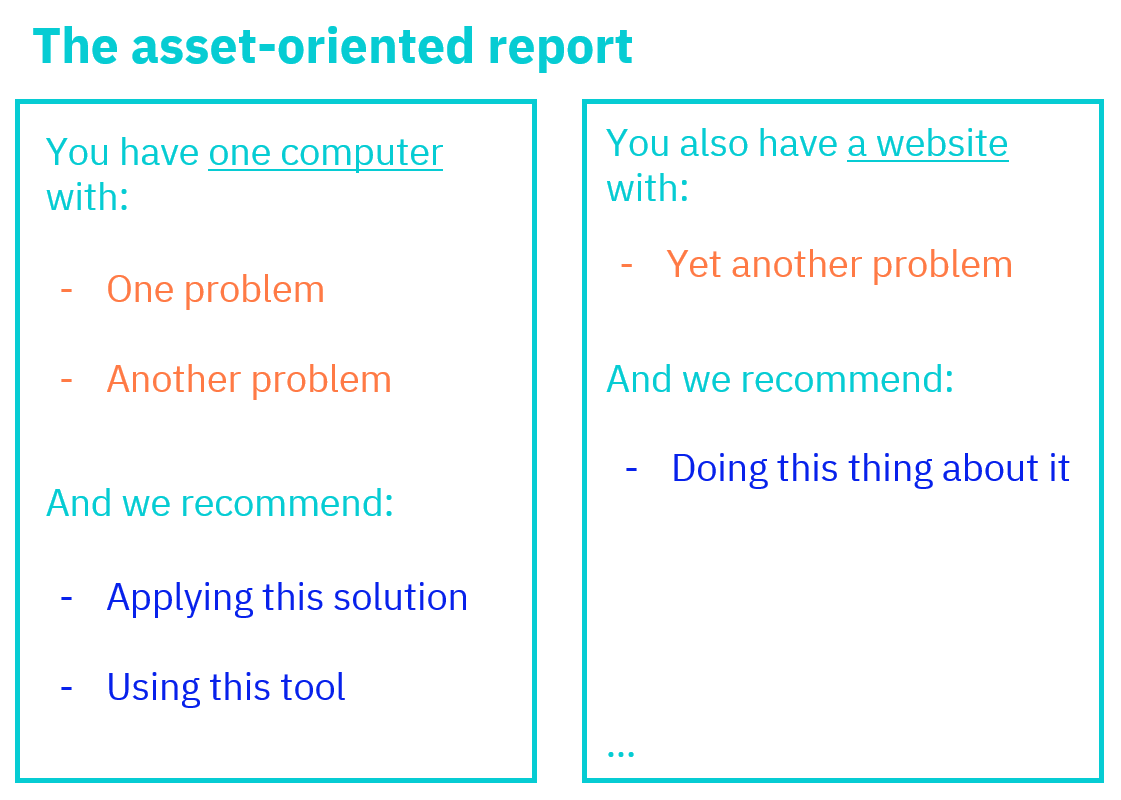 The asset-oriented report
You have one computer
with:
- One problem
- Another problem
And we recommend:
- Applying this solution
- Using this tool
You also have a website
with:
- Yet another problem
And we recommend:
- Doing this thing about it
...